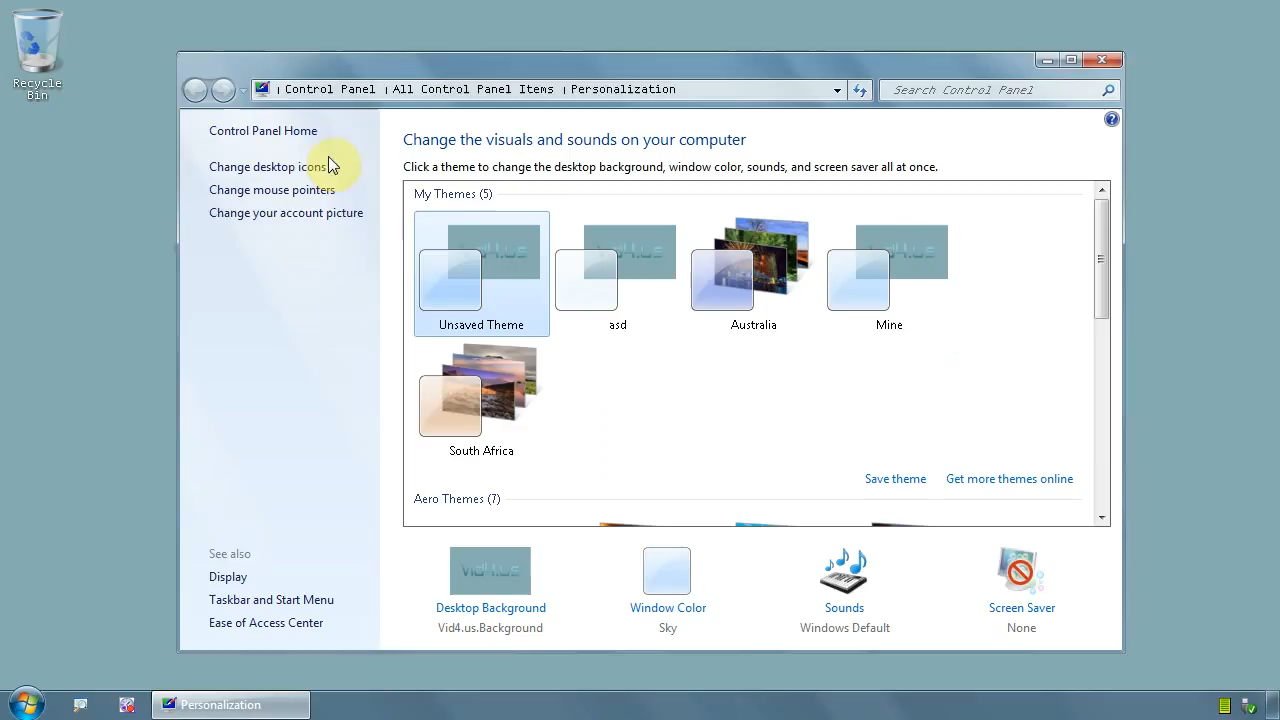 Recycle
Bin
Control Panel
All Control Panel Items
Personalization
Search Control Panel
Control Panel Home
Change desktop icons
Change mouse pointers
Change your account picture
Change the visuals and sounds on your computer
Click a theme to change the desktop background, window color, sounds, and screen saver all at once.
My Themes (5)
Unsaved Theme
asd
Australia
Mine
South Africa
Save theme
Get more themes online
Aero Themes (7)
See also
Display
Taskbar and Start Menu
Ease of Access Center
Vid4.us
Desktop Background
Vid4.us.Background
Window Color
Sky
Sounds
Windows Default
Screen Saver
None
Personalization